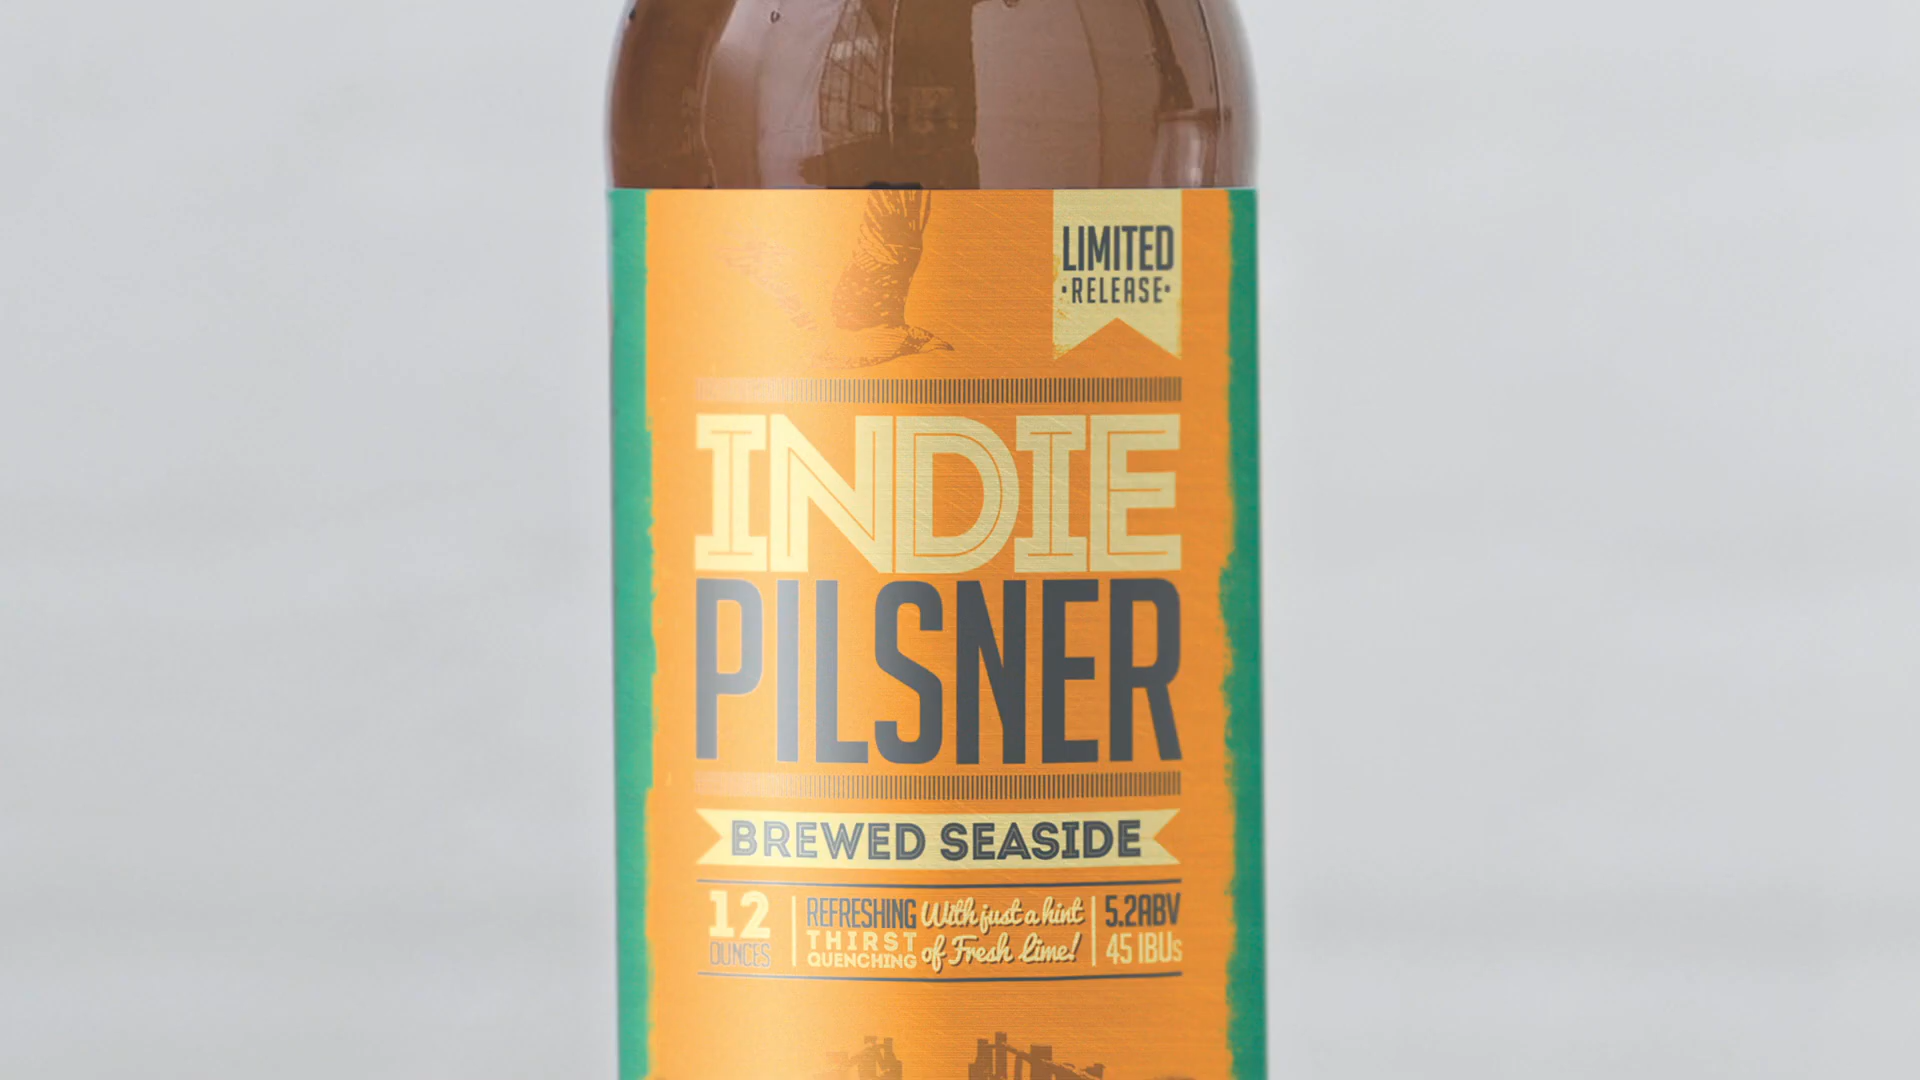 LIMITED
·RELEASE·
INDIE
PILSNER
BREWED SEASIDE
12
OUNCES
REFRESHING
THIRST
QUENCHING
With just a hint
of Fresh lime!
5.2ABV
45 IBUs